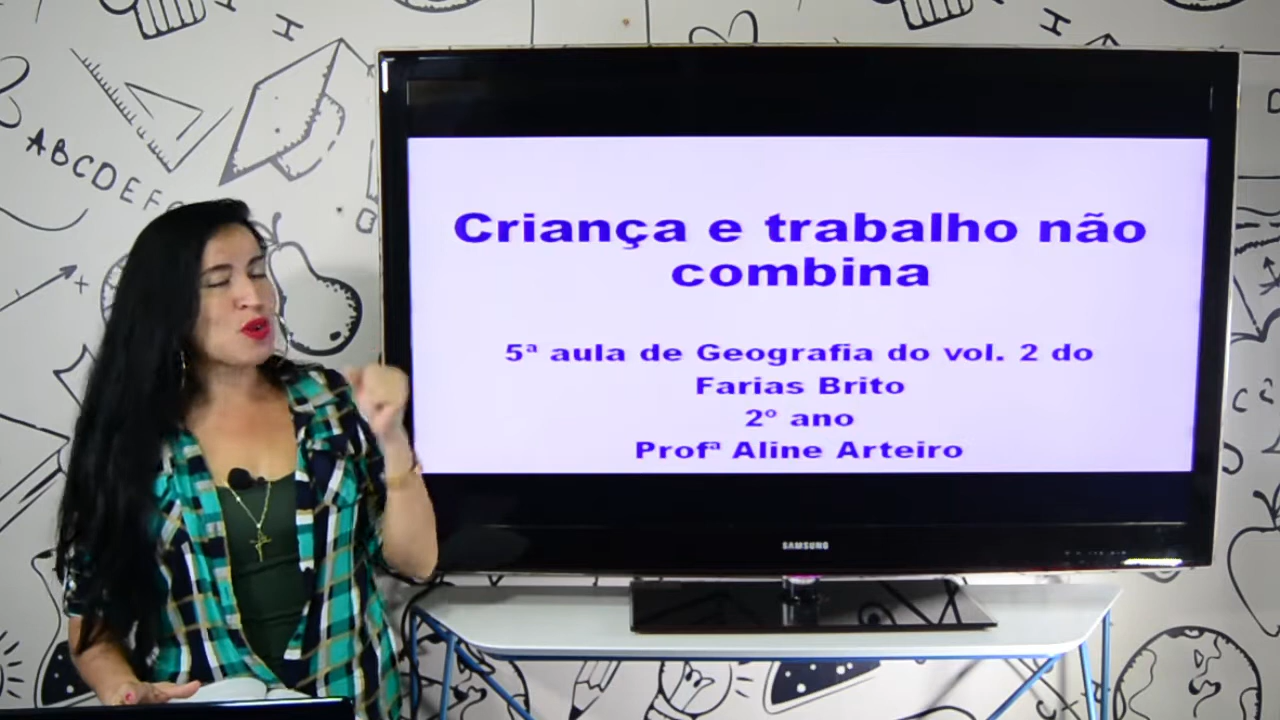 ABCDEFG
Criança e trabalho não
combina
5ª aula de Geografia do vol. 2 do
Farias Brito
2º ano
Profª Aline Arteiro
SAMSUNG